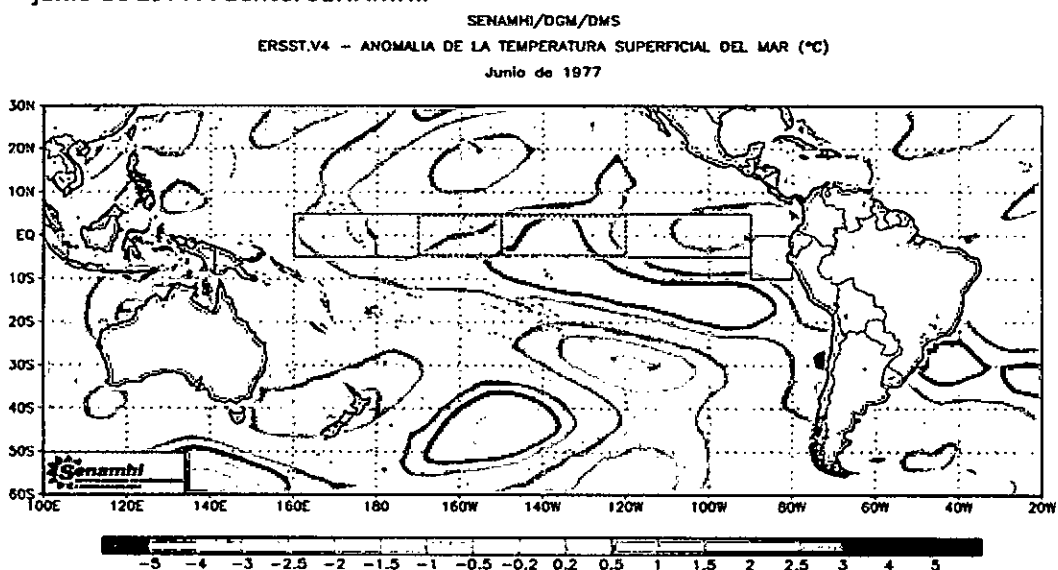 SENAMHI/DGM/DMS
ERSST.V4 – ANOMALIA DE LA TEMPERATURA SUPERFICIAL DEL MAR (°C)
Junio de 1977
30N
20N
10N
EQ
10S
20S
30S
40S
50S
60S
Senamhi
100E 120E 140E 160E 180 160W 140W 120W 100W 80W 60W 40W 20W
-5 -4 -3 -2.5 -2 -1.5 -1 -0.5 -0.2 0.2 0.5 1 1.5 2 2.5 3 4 5